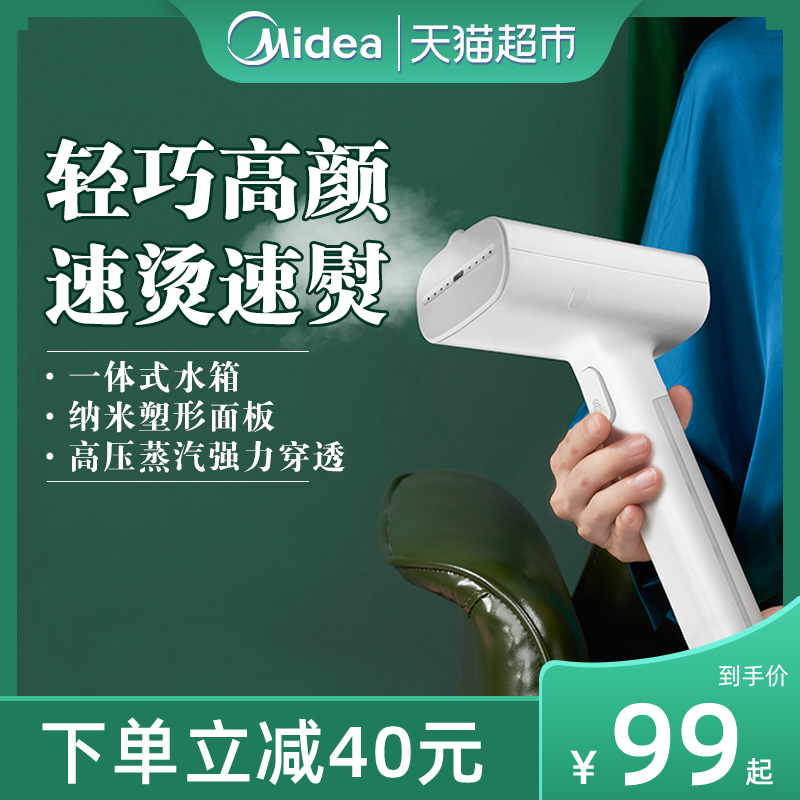 Midea 天猫超市
轻巧高颜
速烫速熨
· 一体式水箱
· 纳米塑形面板
· 高压蒸汽强力穿透
下单立减40元
到手价
¥99起